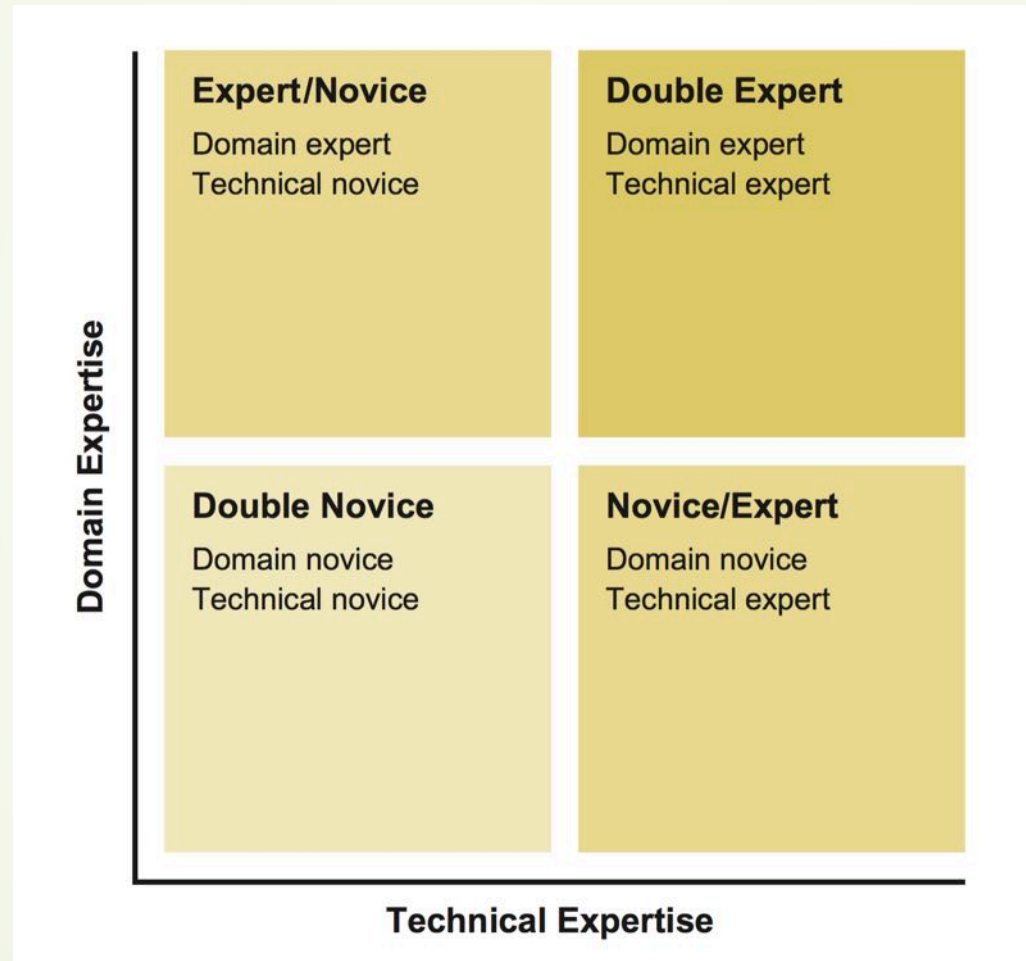 Expert/Novice
Domain expert
Technical novice
Double Expert
Domain expert
Technical expert
Domain Expertise
Double Novice
Domain novice
Technical novice
Novice/Expert
Domain novice
Technical expert
Technical Expertise